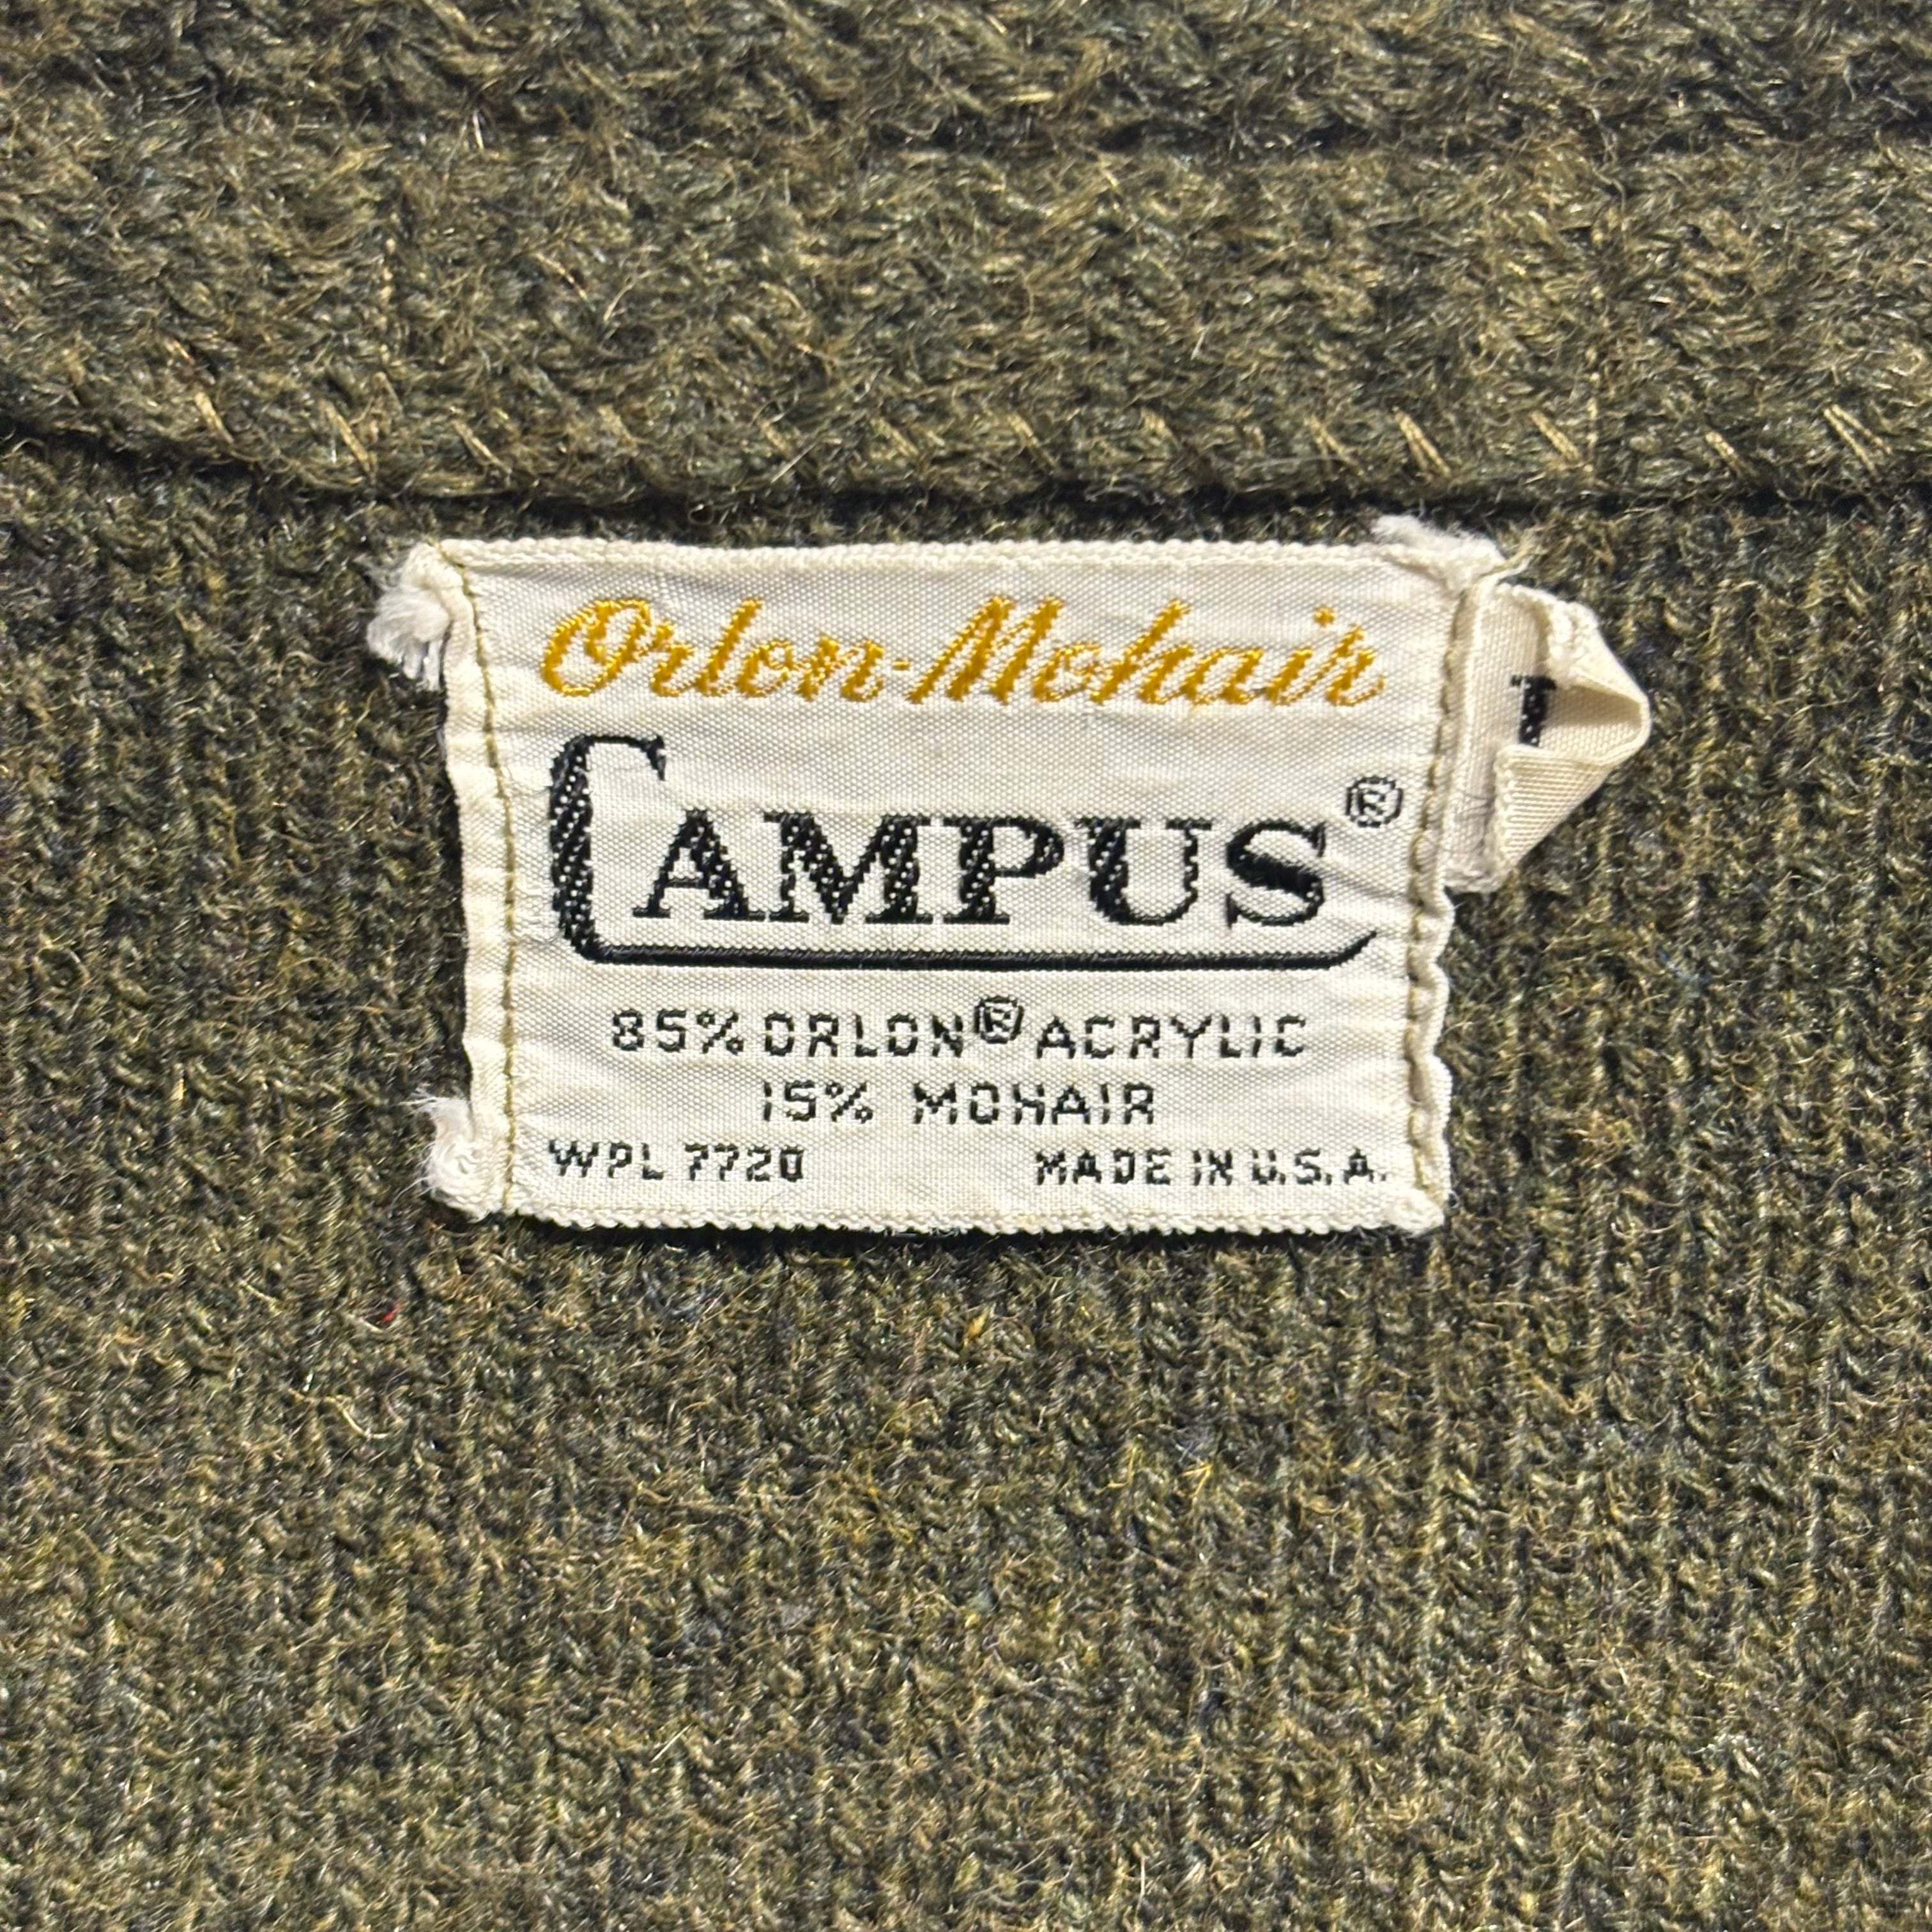 Orlon-Mohair
CAMPUS®
85% ORLON® ACRYLIC
15% MOHAIR
WPL 7720 MADE IN U.S.A.